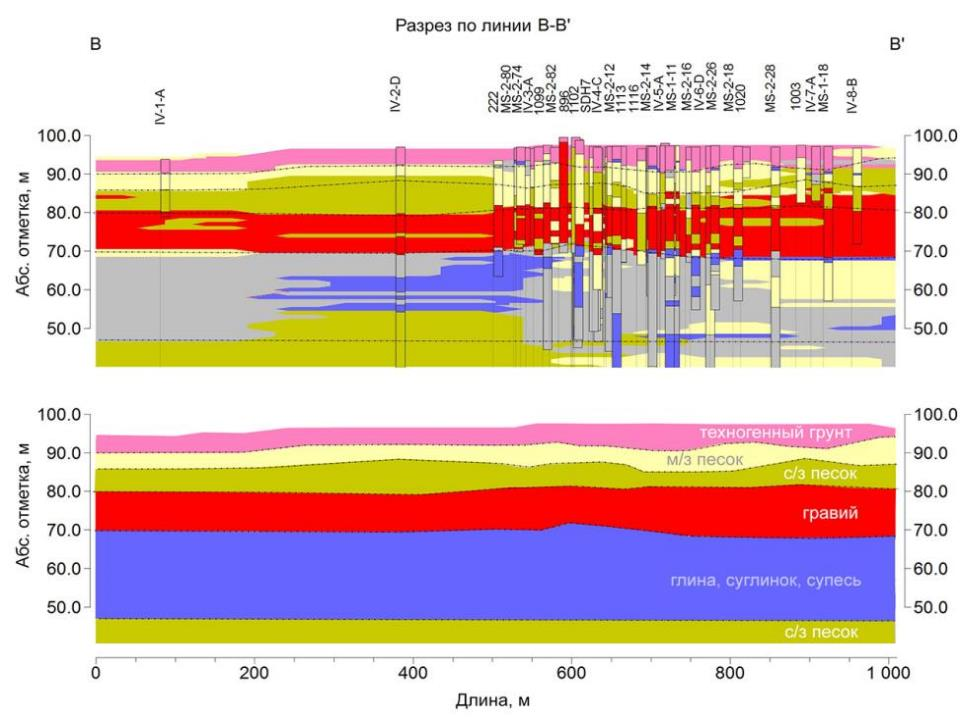 Разрез по линии В-В'
В
В'
IV-1-A
IV-2-D
222
MS-2-80
MS-2-74
IV-3-A
1099
MS-2-82
896
1102
SDH7
IV-4-C
MS-2-12
1113
1116
MS-2-14
IV-5-A
MS-1-11
MS-2-16
IV-6-D
MS-2-26
MS-2-18
1020
MS-2-28
1003
IV-7-A
MS-1-18
IV-8-B
Абс. отметка, м
100.0
90.0
80.0
70.0
60.0
50.0
100.0
90.0
80.0
70.0
60.0
50.0
Абс. отметка, м
100.0
90.0
80.0
70.0
60.0
50.0
техногенный грунт
м/з песок
с/з песок
гравий
глина, суглинок, супесь
с/з песок
100.0
90.0
80.0
70.0
60.0
50.0
0
200
400
600
800
1 000
Длина, м